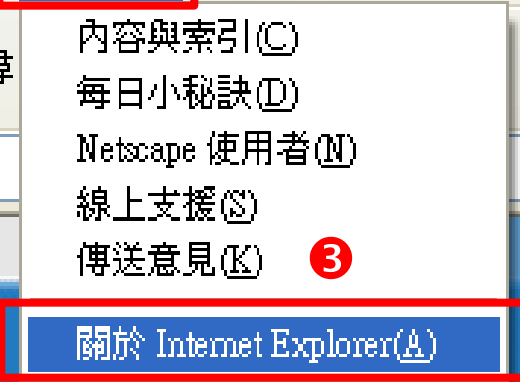 內容與索引(C)
每日小秘訣(D)
Netscape 使用者(N)
線上支援(S)
傳送意見(K) 3
關於 Internet Explorer(A)